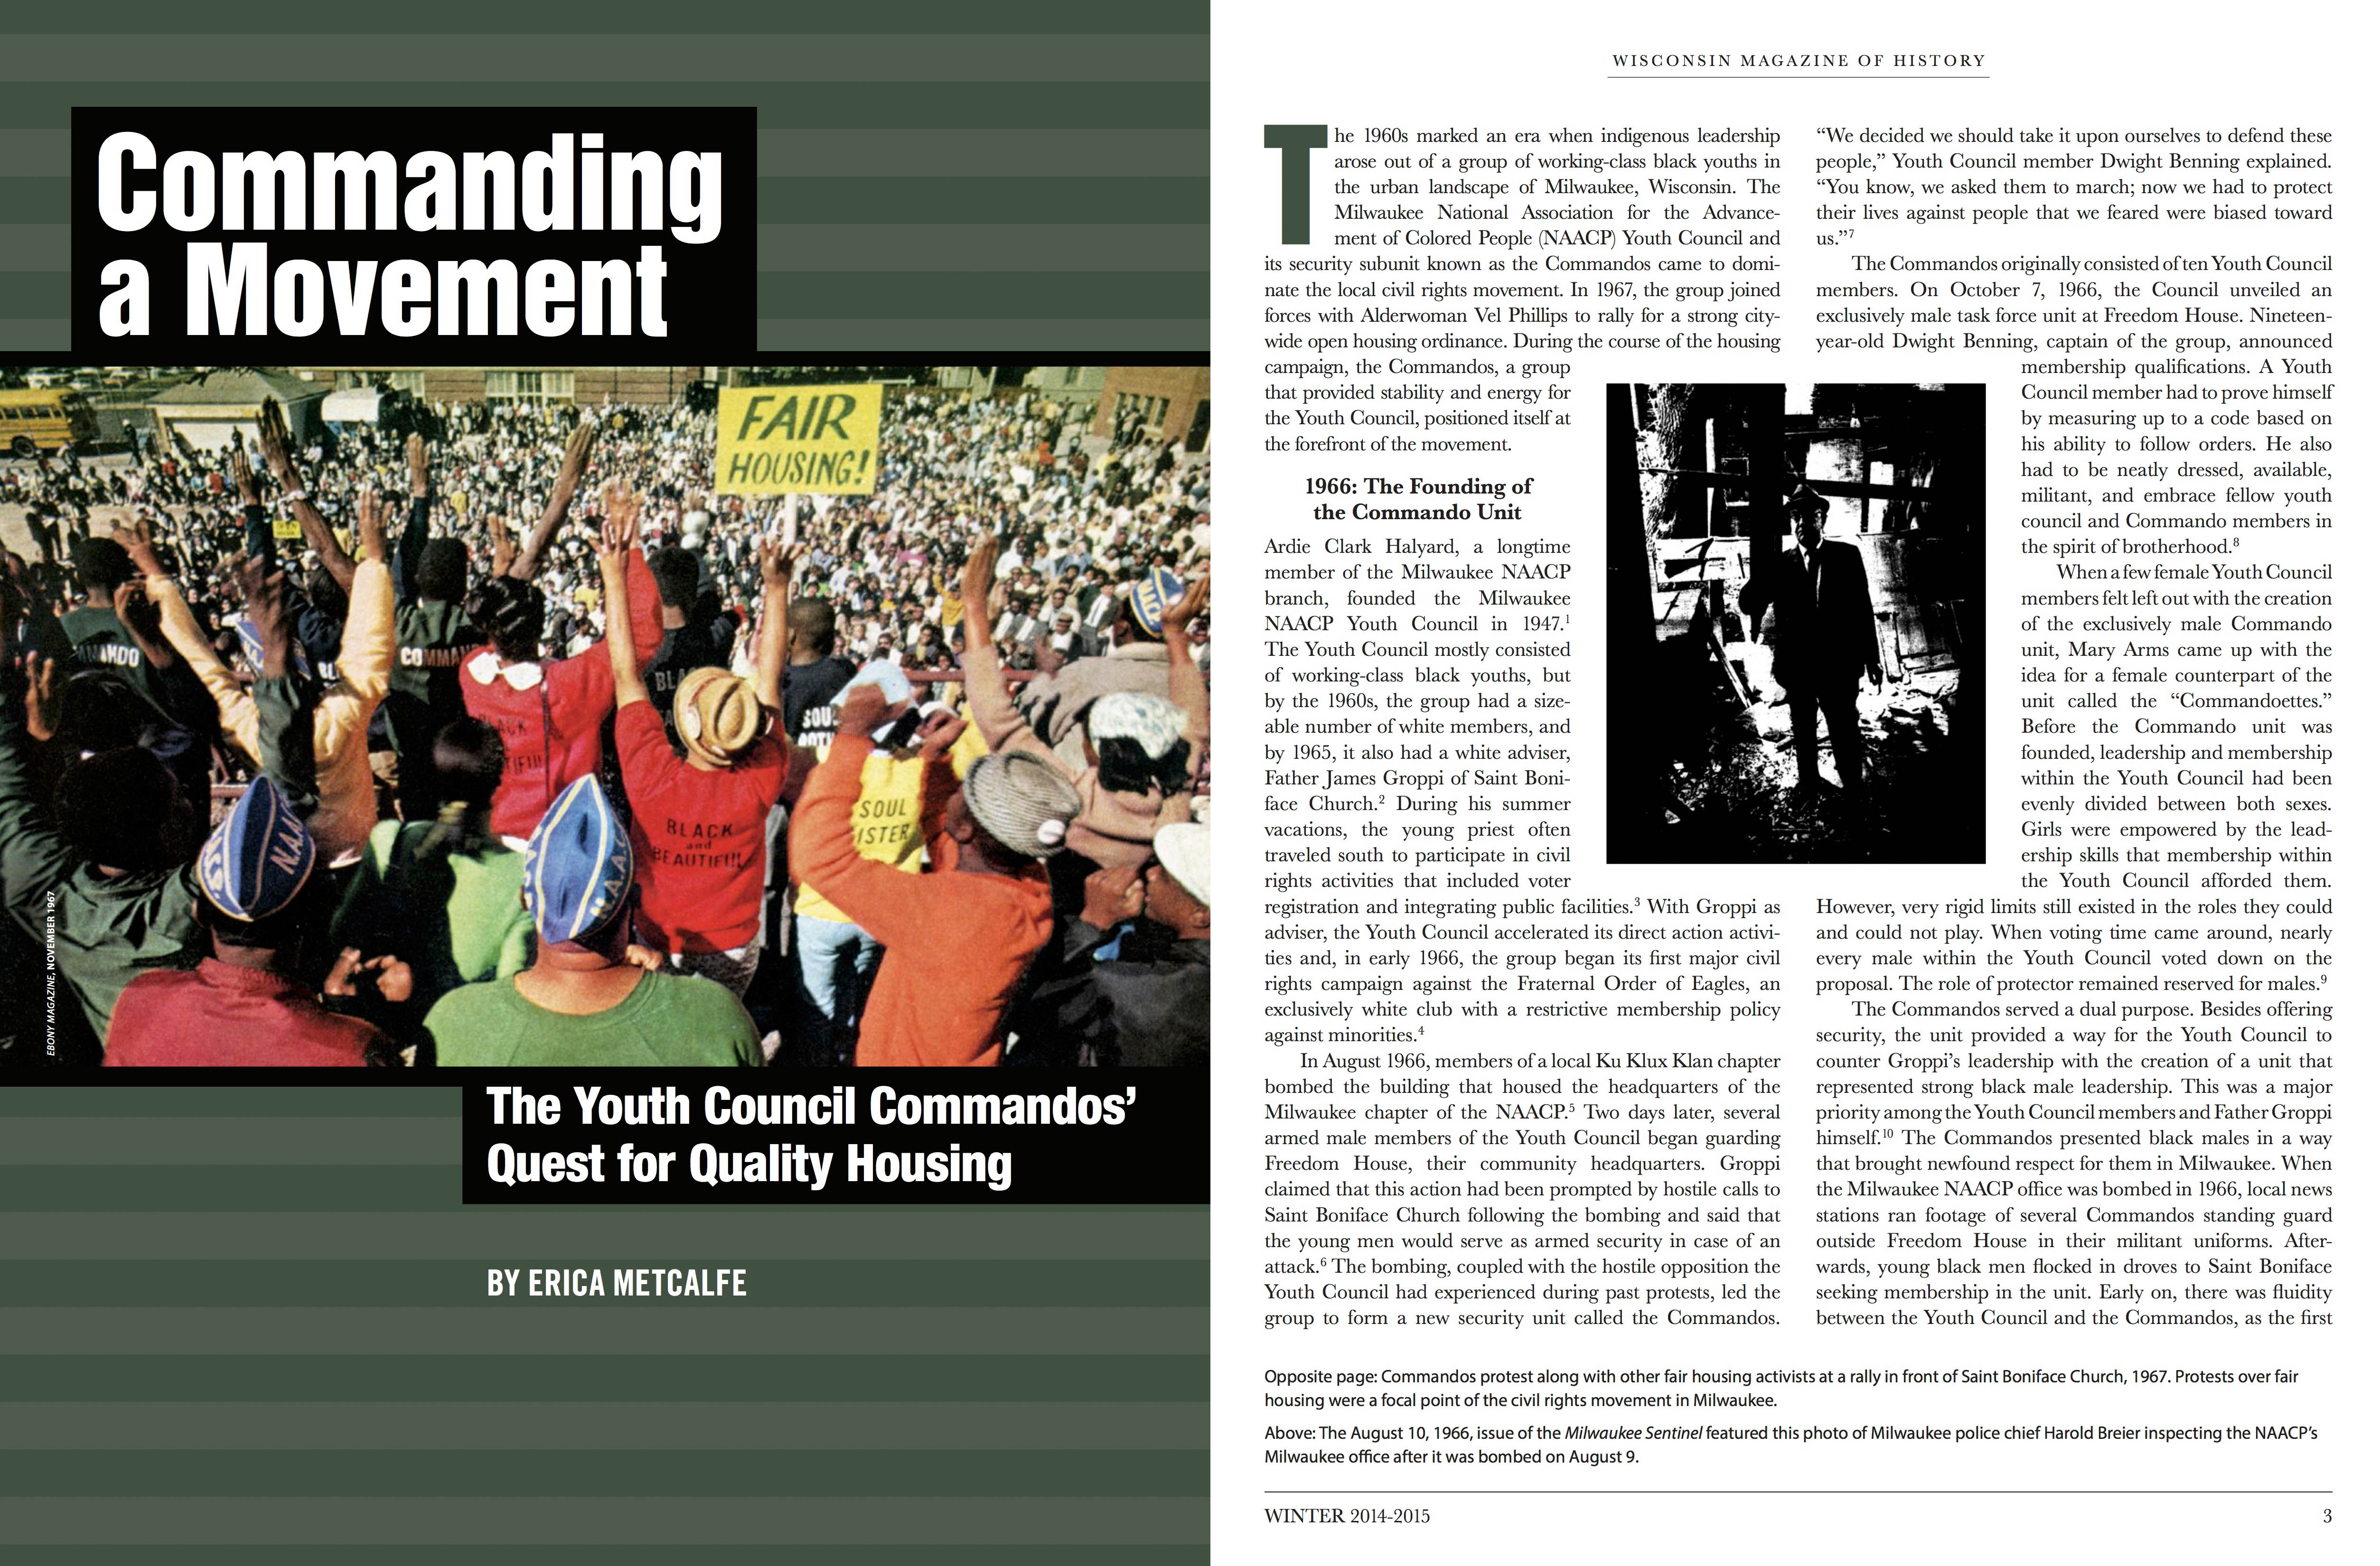 Commanding
a Movement
FAIR
HOUSING!
COMMAN
SOUL
BLACK
and
BEAUTIFUL
EBONY MAGAZINE, NOVEMBER 1967
The Youth Council Commandos’
Quest for Quality Housing
BY ERICA METCALFE
WISCONSIN MAGAZINE OF HISTORY
The 1960s marked an era when indigenous leadership
arose out of a group of working-class black youths in
the urban landscape of Milwaukee, Wisconsin. The
Milwaukee National Association for the Advance-
ment of Colored People (NAACP) Youth Council and
its security subunit known as the Commandos came to domi-
nate the local civil rights movement. In 1967, the group joined
forces with Alderwoman Vel Phillips to rally for a strong city-
wide open housing ordinance. During the course of the housing
campaign, the Commandos, a group
that provided stability and energy for
the Youth Council, positioned itself at
the forefront of the movement.
1966: The Founding of
the Commando Unit
Ardie Clark Halyard, a longtime
member of the Milwaukee NAACP
branch, founded the Milwaukee
NAACP Youth Council in 1947.¹
The Youth Council mostly consisted
of working-class black youths, but
by the 1960s, the group had a size-
able number of white members, and
by 1965, it also had a white adviser,
Father James Groppi of Saint Boni-
face Church.² During his summer
vacations, the young priest often
traveled south to participate in civil
rights activities that included voter
registration and integrating public facilities.³ With Groppi as
adviser, the Youth Council accelerated its direct action activi-
ties and, in early 1966, the group began its first major civil
rights campaign against the Fraternal Order of Eagles, an
exclusively white club with a restrictive membership policy
against minorities.⁴
In August 1966, members of a local Ku Klux Klan chapter
bombed the building that housed the headquarters of the
Milwaukee chapter of the NAACP.⁵ Two days later, several
armed male members of the Youth Council began guarding
Freedom House, their community headquarters. Groppi
claimed that this action had been prompted by hostile calls to
Saint Boniface Church following the bombing and said that
the young men would serve as armed security in case of an
attack.⁶ The bombing, coupled with the hostile opposition the
Youth Council had experienced during past protests, led the
group to form a new security unit called the Commandos.
“We decided we should take it upon ourselves to defend these
people,” Youth Council member Dwight Benning explained.
“You know, we asked them to march; now we had to protect
their lives against people that we feared were biased toward
us.”⁷
The Commandos originally consisted of ten Youth Council
members. On October 7, 1966, the Council unveiled an
exclusively male task force unit at Freedom House. Nineteen-
year-old Dwight Benning, captain of the group, announced
membership qualifications. A Youth
Council member had to prove himself
by measuring up to a code based on
his ability to follow orders. He also
had to be neatly dressed, available,
militant, and embrace fellow youth
council and Commando members in
the spirit of brotherhood.⁸
When a few female Youth Council
members felt left out with the creation
of the exclusively male Commando
unit, Mary Arms came up with the
idea for a female counterpart of the
unit called the “Commandoettes.”
Before the Commando unit was
founded, leadership and membership
within the Youth Council had been
evenly divided between both sexes.
Girls were empowered by the lead-
ership skills that membership within
the Youth Council afforded them.
However, very rigid limits still existed in the roles they could
and could not play. When voting time came around, nearly
every male within the Youth Council voted down on the
proposal. The role of protector remained reserved for males.⁹
The Commandos served a dual purpose. Besides offering
security, the unit provided a way for the Youth Council to
counter Groppi’s leadership with the creation of a unit that
represented strong black male leadership. This was a major
priority among the Youth Council members and Father Groppi
himself.¹⁰ The Commandos presented black males in a way
that brought newfound respect for them in Milwaukee. When
the Milwaukee NAACP office was bombed in 1966, local news
stations ran footage of several Commandos standing guard
outside Freedom House in their militant uniforms. After-
wards, young black men flocked in droves to Saint Boniface
seeking membership in the unit. Early on, there was fluidity
between the Youth Council and the Commandos, as the first
Opposite page: Commandos protest along with other fair housing activists at a rally in front of Saint Boniface Church, 1967. Protests over fair
housing were a focal point of the civil rights movement in Milwaukee.
Above: The August 10, 1966, issue of the Milwaukee Sentinel featured this photo of Milwaukee police chief Harold Breier inspecting the NAACP’s
Milwaukee office after it was bombed on August 9.
WINTER 2014-2015
3